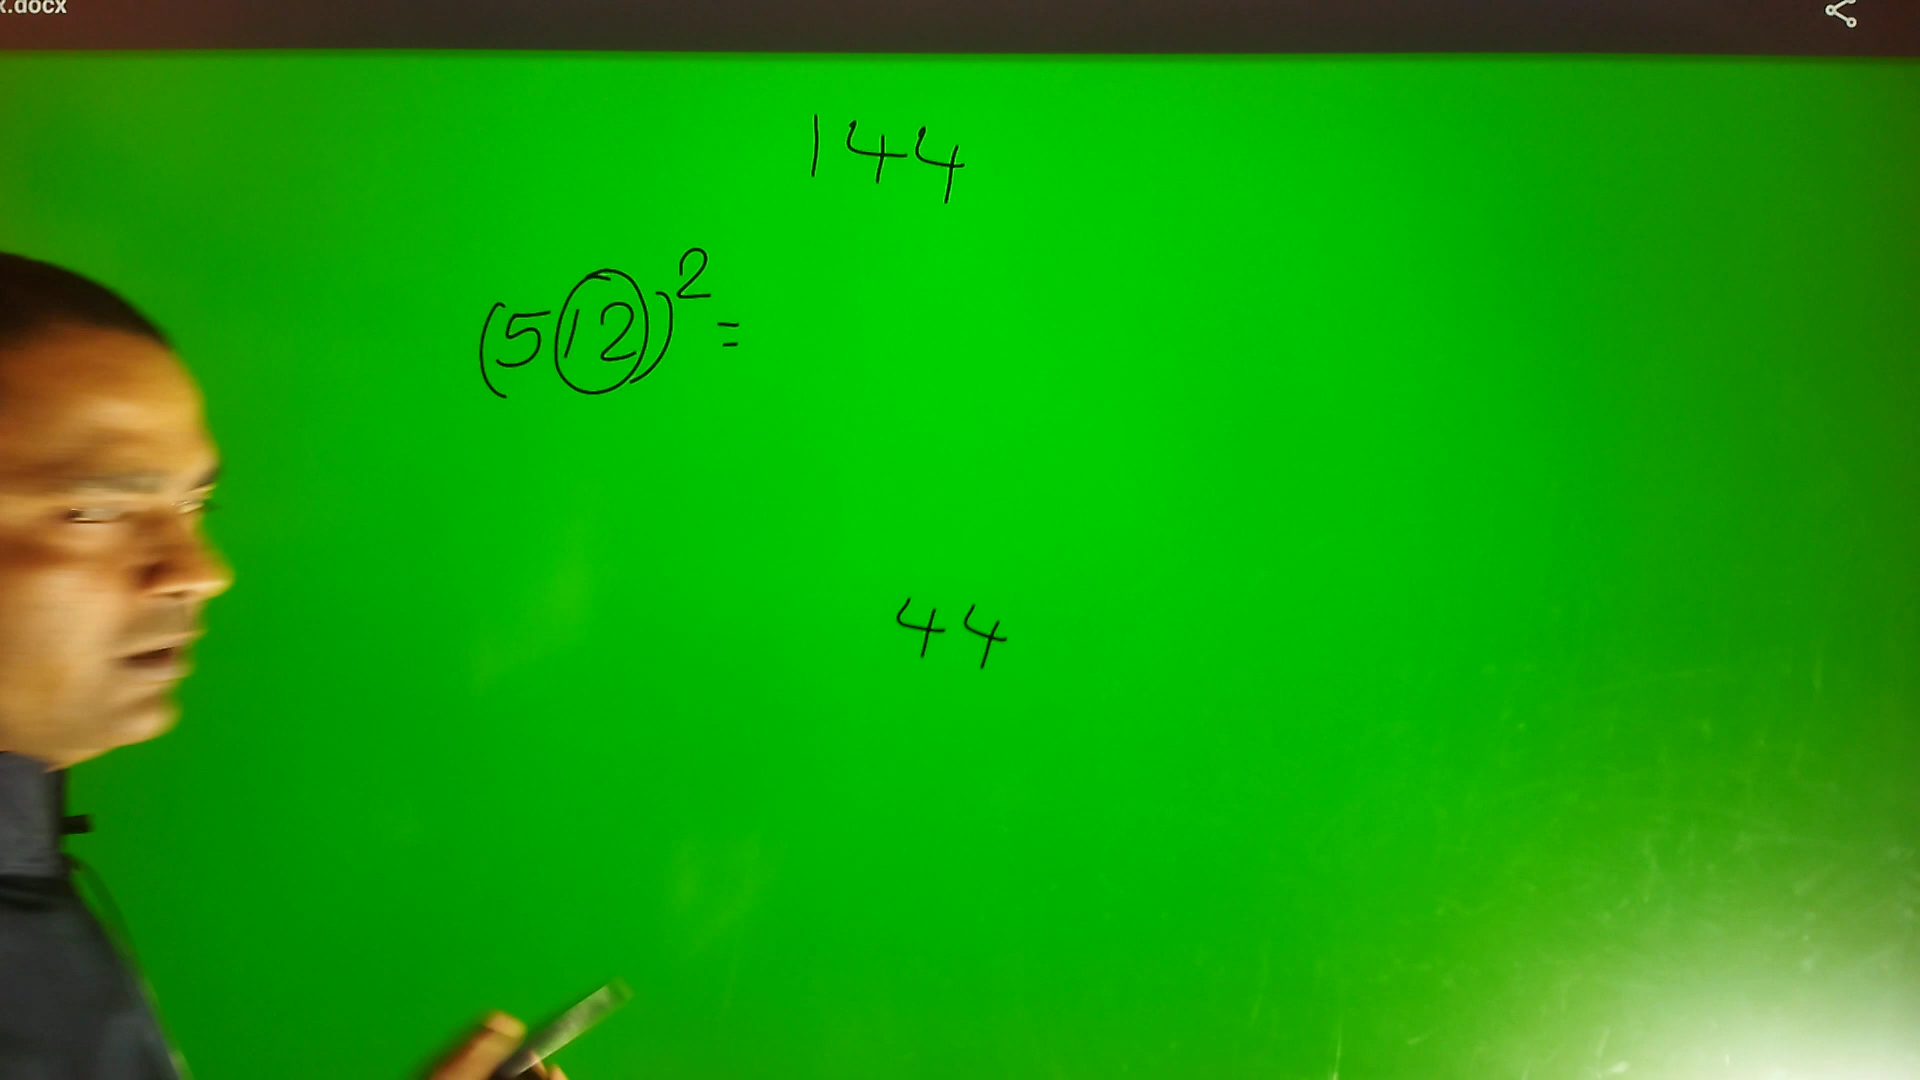 x.docx
144
(512)² =
44